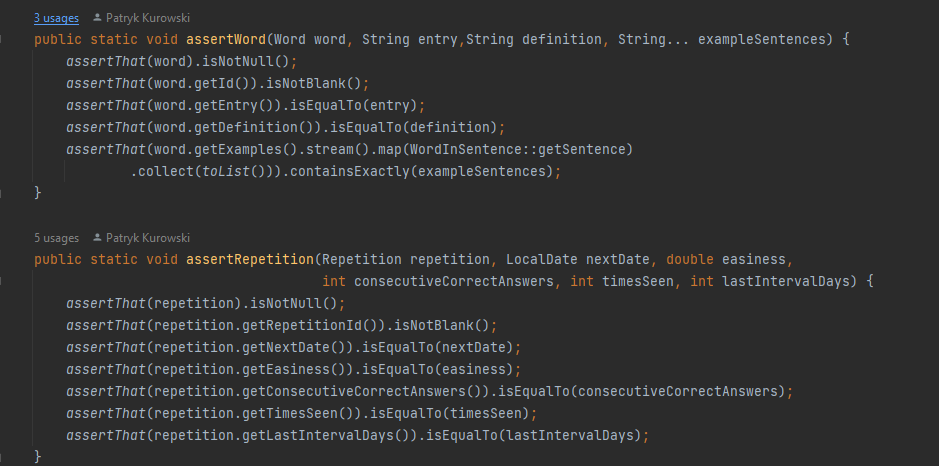 3 usages Patryk Kurowski
public static void assertWord(Word word, String entry,String definition, String... exampleSentences) {
assertThat(word).isNotNull();
assertThat(word.getId()).isNotBlank();
assertThat(word.getEntry()).isEqualTo(entry);
assertThat(word.getDefinition()).isEqualTo(definition);
assertThat(word.getExamples().stream().map(WordInSentence::getSentence)
.collect(toList())).containsExactly(exampleSentences);
}
5 usages Patryk Kurowski
public static void assertRepetition(Repetition repetition, LocalDate nextDate, double easiness,
int consecutiveCorrectAnswers, int timesSeen, int lastIntervalDays) {
assertThat(repetition).isNotNull();
assertThat(repetition.getRepetitionId()).isNotBlank();
assertThat(repetition.getNextDate()).isEqualTo(nextDate);
assertThat(repetition.getEasiness()).isEqualTo(easiness);
assertThat(repetition.getConsecutiveCorrectAnswers()).isEqualTo(consecutiveCorrectAnswers);
assertThat(repetition.getTimesSeen()).isEqualTo(timesSeen);
assertThat(repetition.getLastIntervalDays()).isEqualTo(lastIntervalDays);
}